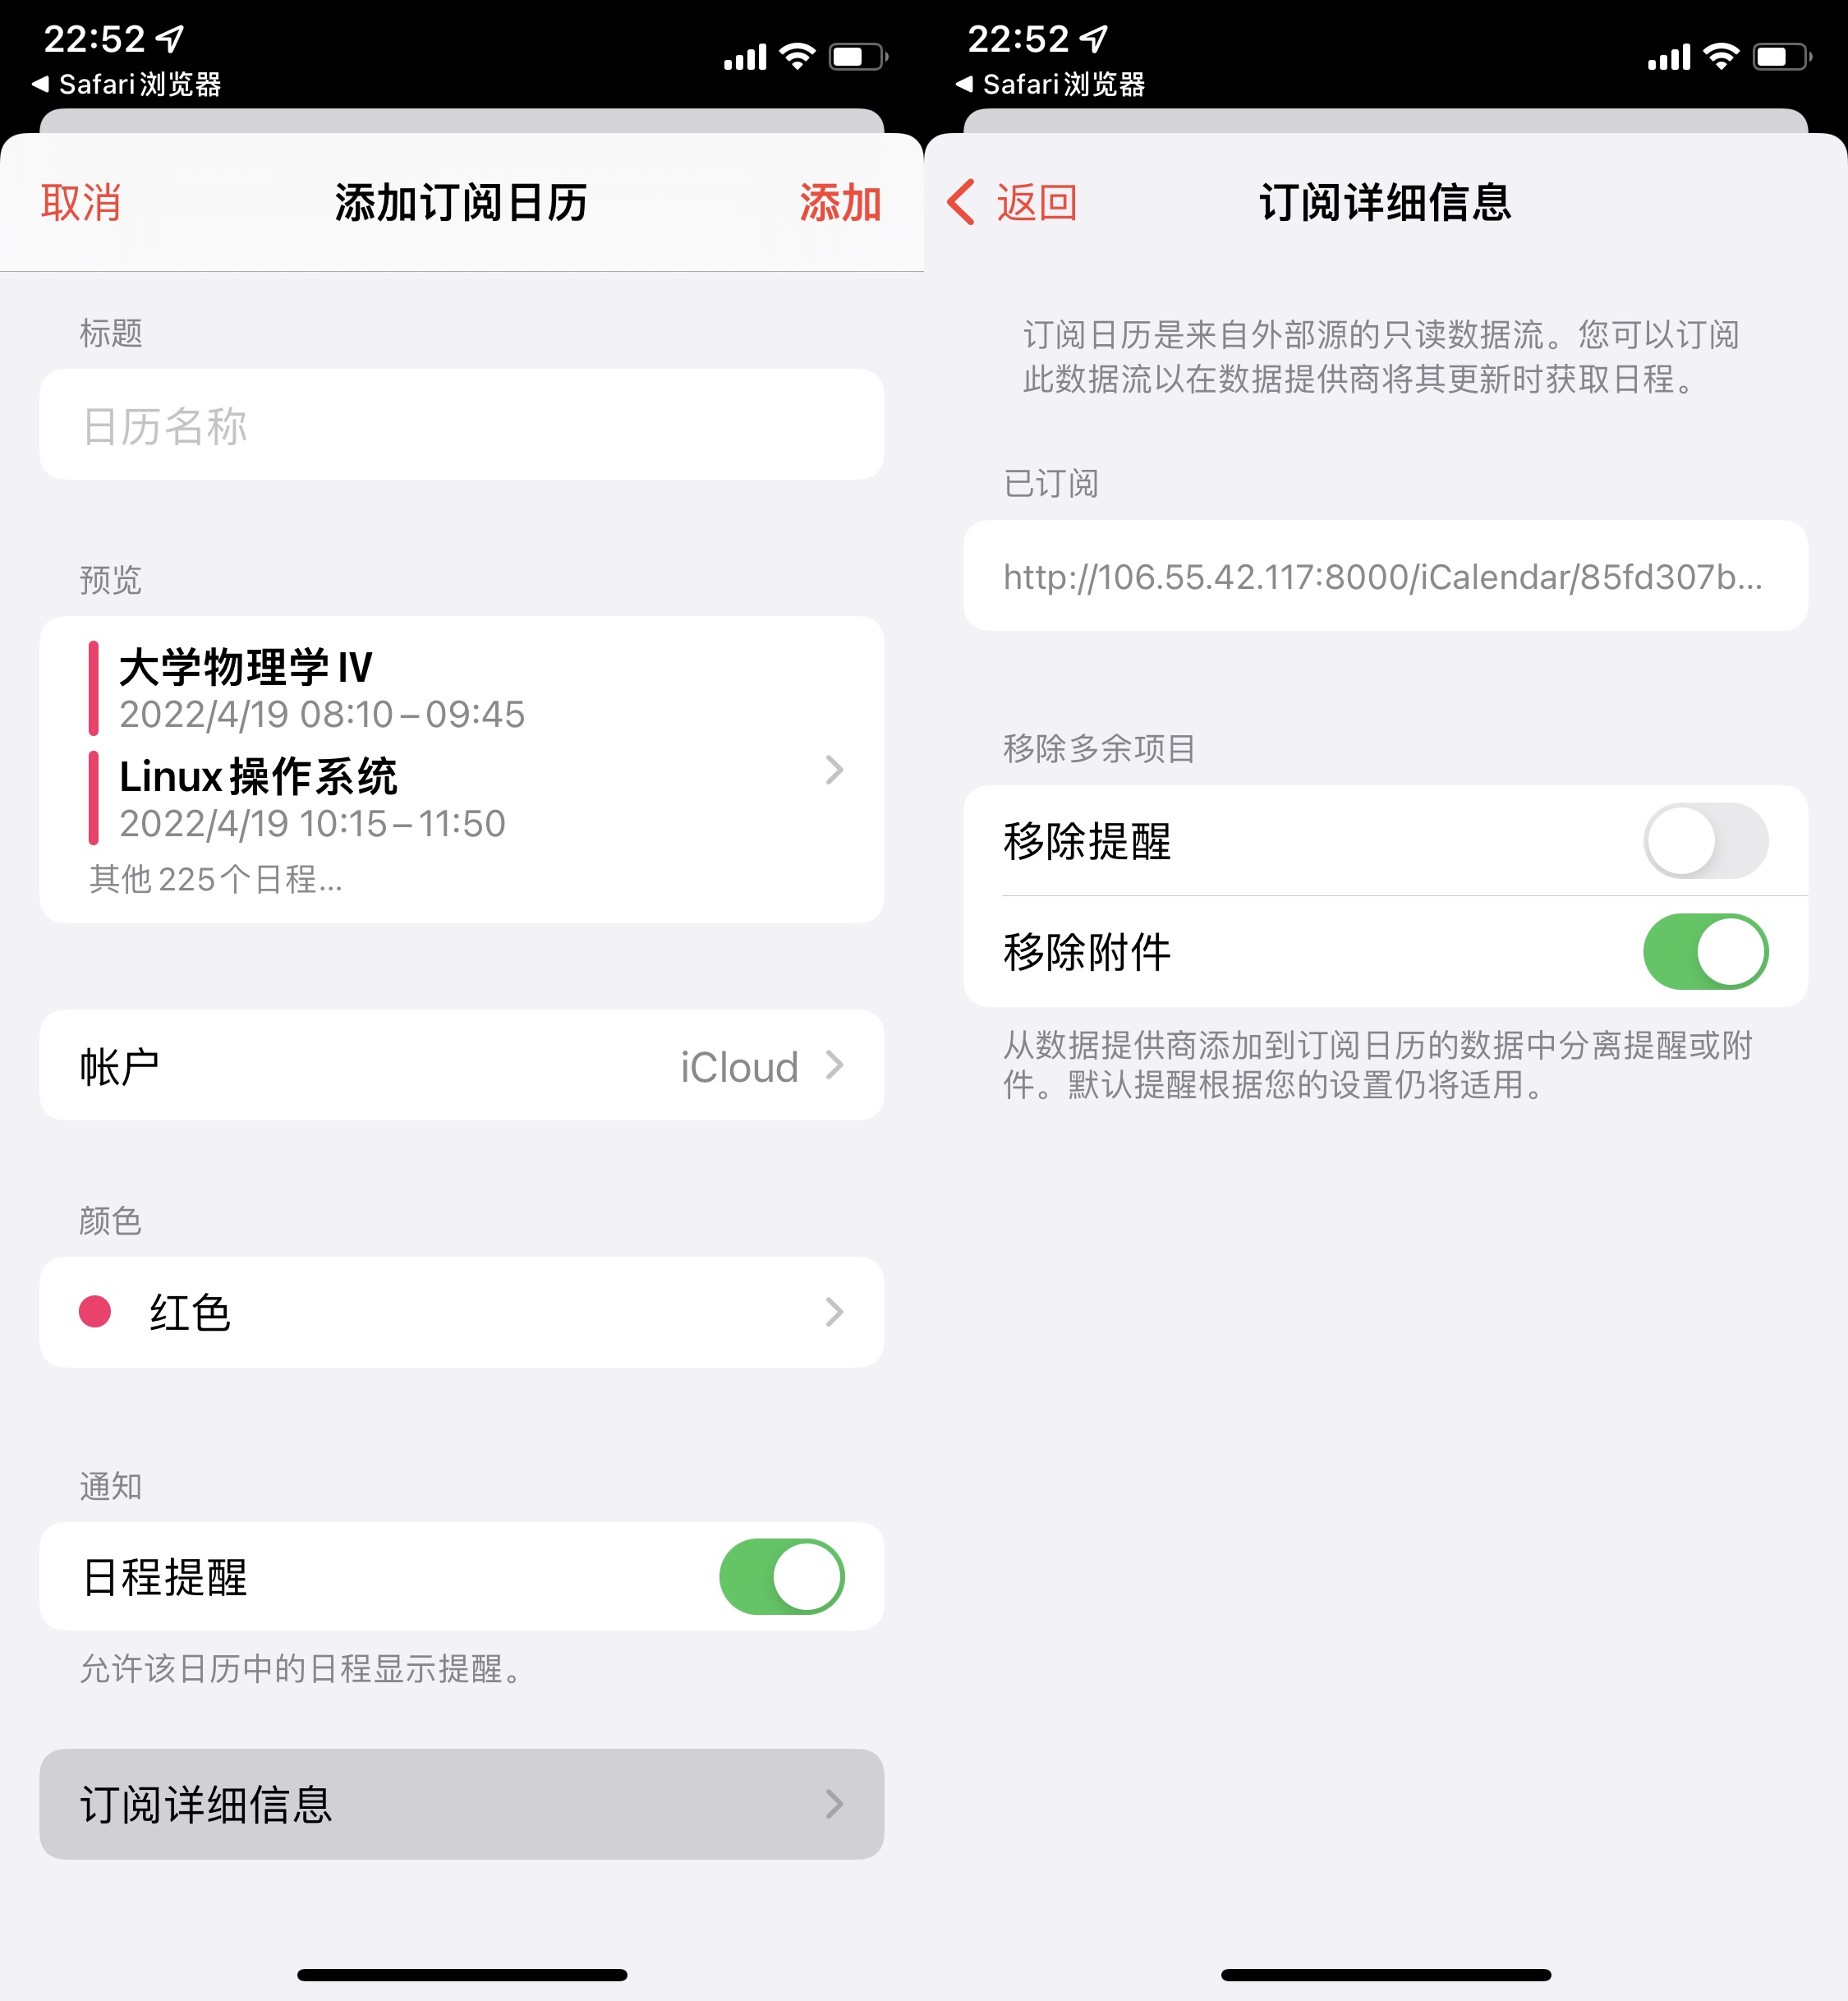 22:52
Safari浏览器
取消
添加订阅日历
添加
标题
日历名称
预览
大学物理学 IV
2022/4/19 08:10 – 09:45
Linux 操作系统
2022/4/19 10:15 – 11:50
其他 225 个日程...
帐户
iCloud
颜色
红色
通知
日程提醒
允许该日历中的日程显示提醒。
订阅详细信息
22:52
Safari浏览器
返回
订阅详细信息
订阅日历是来自外部源的只读数据流。您可以订阅
此数据流以在数据提供商将其更新时获取日程。
已订阅
http://106.55.42.117:8000/iCalendar/85fd307b...
移除多余项目
移除提醒
移除附件
从数据提供商添加到订阅日历的数据中分离提醒或附
件。默认提醒根据您的设置仍将适用。